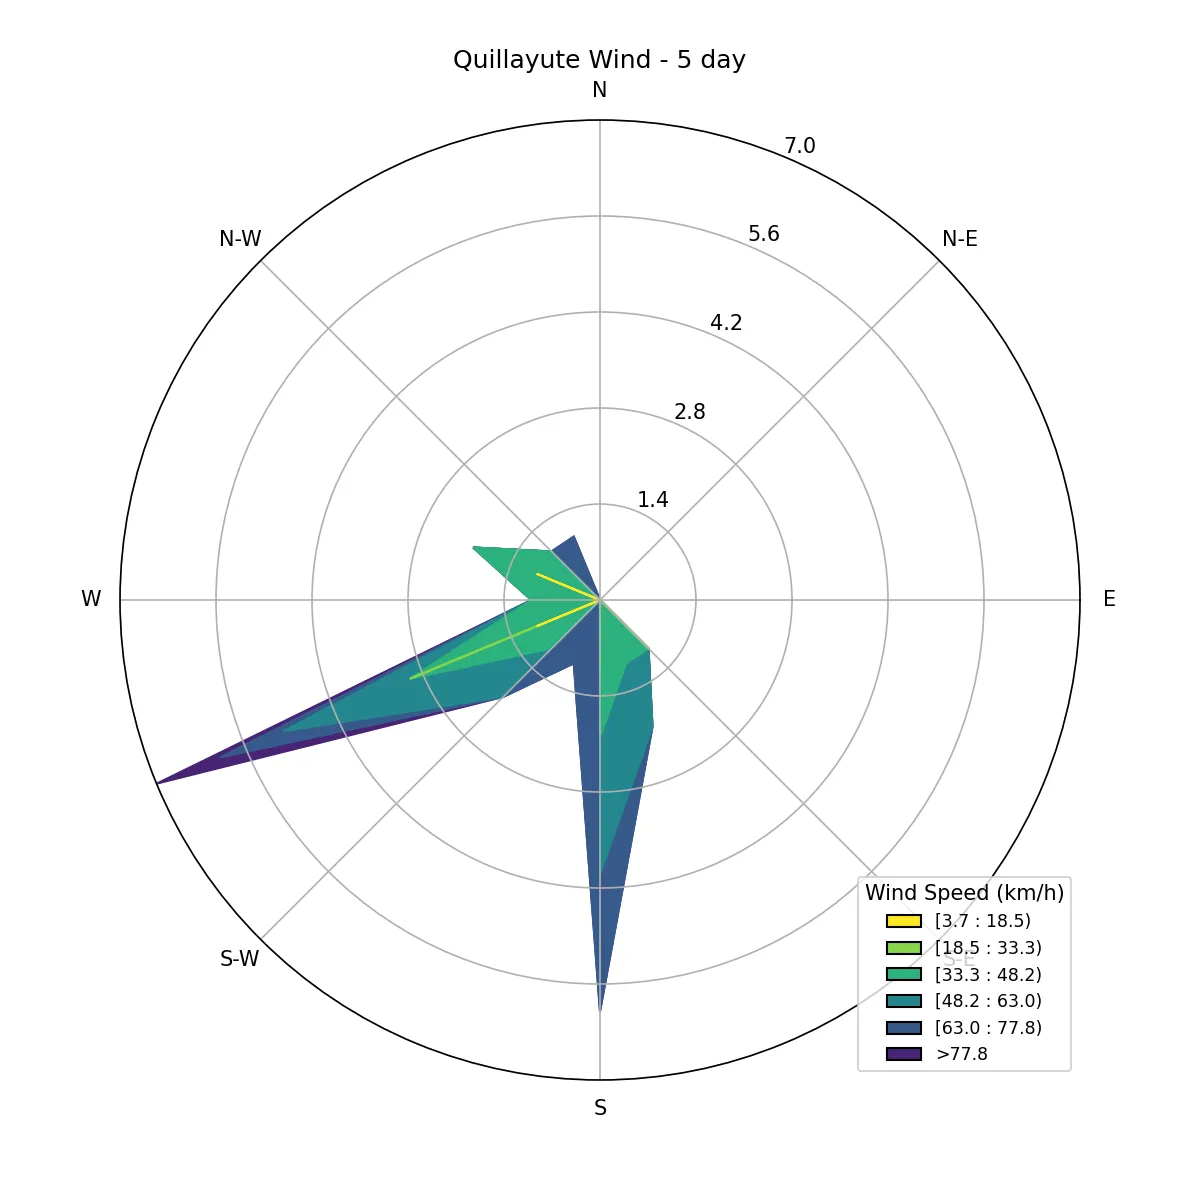 Quillayute Wind - 5 day
N
7.0
5.6
N-W
N-E
4.2
2.8
1.4
W
E
Wind Speed (km/h)
[3.7 : 18.5)
[18.5 : 33.3)
S-W
S-E
[33.3 : 48.2)
[48.2 : 63.0)
[63.0 : 77.8)
>77.8
S